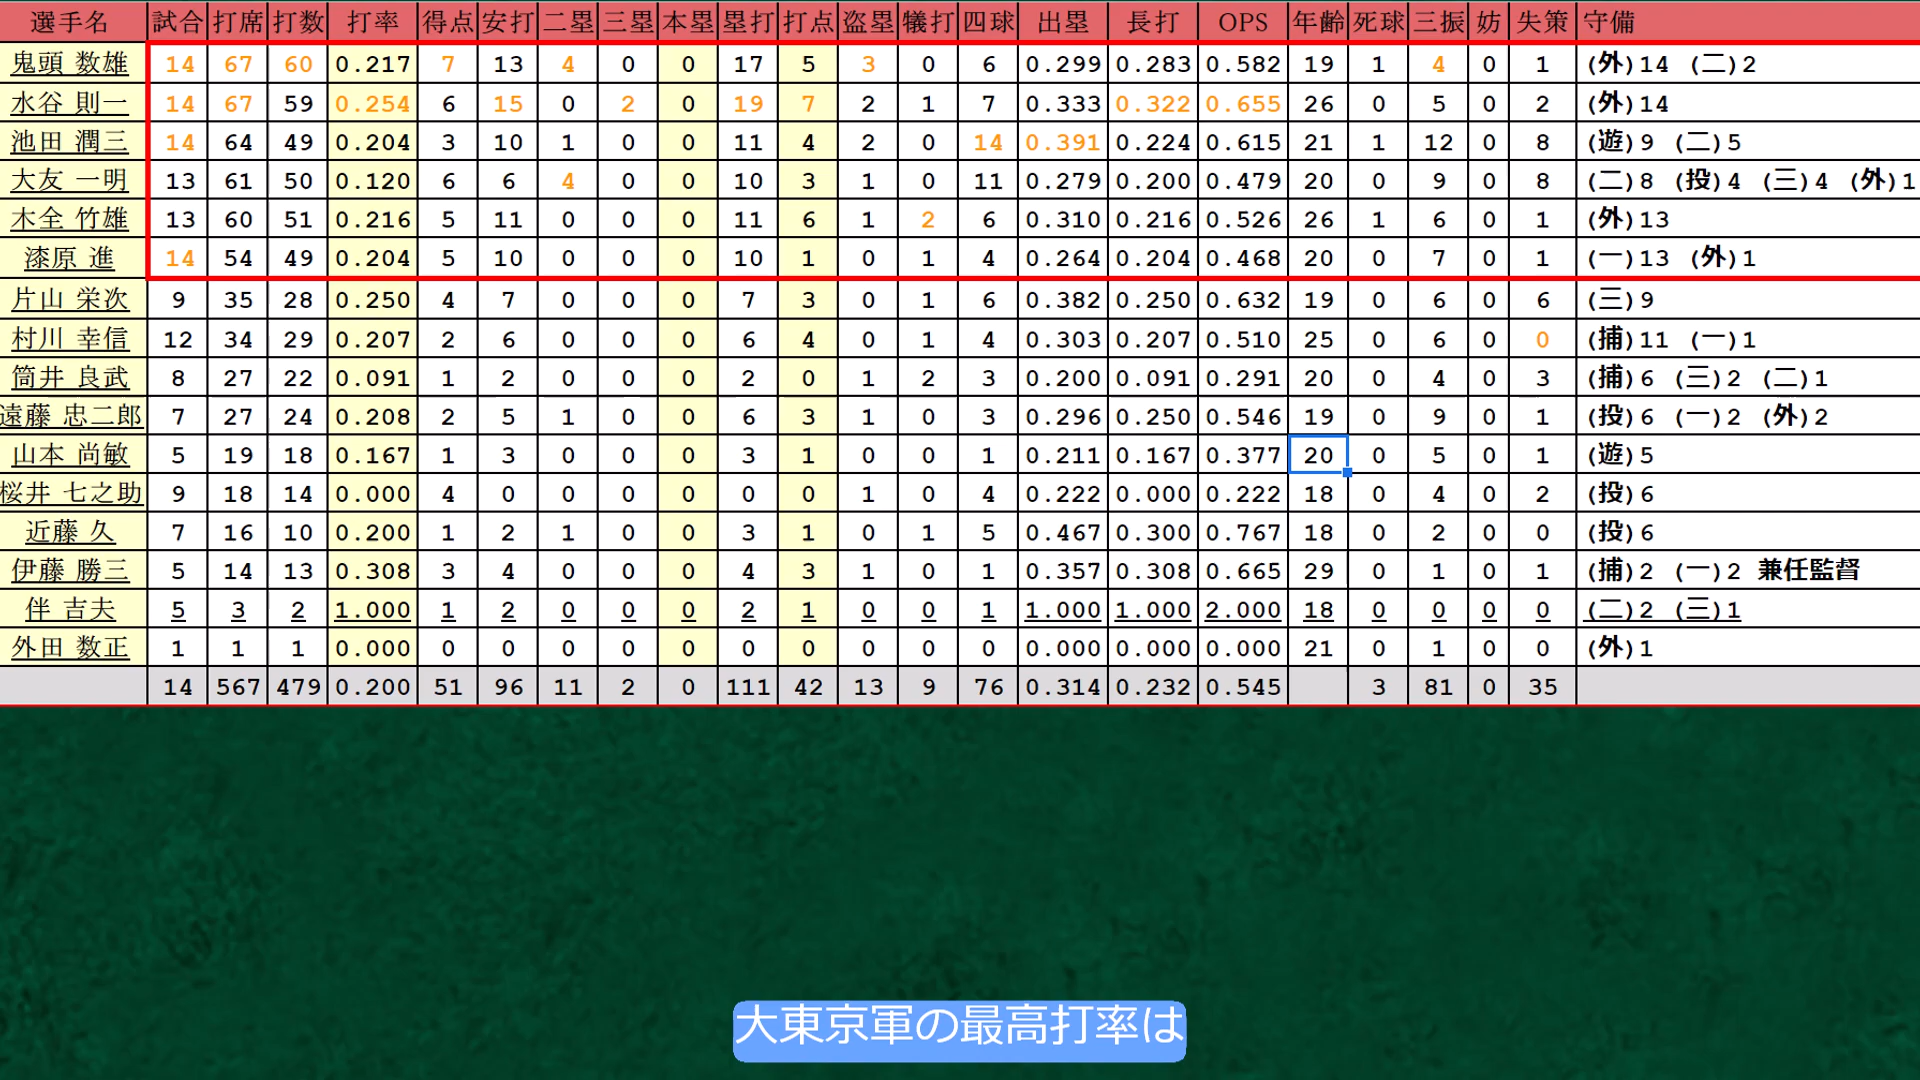 選手名 試合 打席 打数 打率 得点 安打 二塁 三塁 本塁 塁打 打点 盗塁 犠打 四球 出塁 長打 OPS 年齢 死球 三振 妨 失策 守備
鬼頭 数雄 14 67 60 0.217 7 13 4 0 0 17 5 3 0 6 0.299 0.283 0.582 19 1 4 0 1 (外)14 (二)2
水谷 則一 14 67 59 0.254 6 15 0 2 0 19 7 2 1 7 0.333 0.322 0.655 26 0 5 0 2 (外)14
池田 潤三 14 64 49 0.204 3 10 1 0 0 11 4 2 0 14 0.391 0.224 0.615 21 1 12 0 8 (遊)9 (二)5
大友 一明 13 61 50 0.120 6 6 4 0 0 10 3 1 0 11 0.279 0.200 0.479 20 0 9 0 8 (二)8 (投)4 (三)4 (外)1
木全 竹雄 13 60 51 0.216 5 11 0 0 0 11 6 1 2 6 0.310 0.216 0.526 26 1 6 0 1 (外)13
漆原 進 14 54 49 0.204 5 10 0 0 0 10 1 0 1 4 0.264 0.204 0.468 20 0 7 0 1 (一)13 (外)1
片山 栄次 9 35 28 0.250 4 7 0 0 0 7 3 0 1 6 0.382 0.250 0.632 19 0 6 0 6 (三)9
村川 幸信 12 34 29 0.207 2 6 0 0 0 6 4 0 1 4 0.303 0.207 0.510 25 0 6 0 0 (捕)11 (一)1
筒井 良武 8 27 22 0.091 1 2 0 0 0 2 0 1 2 3 0.200 0.091 0.291 20 0 4 0 3 (捕)6 (三)2 (二)1
遠藤 忠二郎 7 27 24 0.208 2 5 1 0 0 6 3 1 0 3 0.296 0.250 0.546 19 0 9 0 1 (投)6 (一)2 (外)2
山本 尚敏 5 19 18 0.167 1 3 0 0 0 3 1 0 0 1 0.211 0.167 0.377 20 0 5 0 1 (遊)5
桜井 七之助 9 18 14 0.000 4 0 0 0 0 0 0 1 0 4 0.222 0.000 0.222 18 0 4 0 2 (投)6
近藤 久 7 16 10 0.200 1 2 1 0 0 3 1 0 1 5 0.467 0.300 0.767 18 0 2 0 0 (投)6
伊藤 勝三 5 14 13 0.308 3 4 0 0 0 4 3 1 0 1 0.357 0.308 0.665 29 0 1 0 1 (捕)2 (一)2 兼任監督
伴 吉夫 5 3 2 1.000 1 2 0 0 0 2 1 0 0 1 1.000 1.000 2.000 18 0 0 0 0 (二)2 (三)1
外田 数正 1 1 1 0.000 0 0 0 0 0 0 0 0 0 0 0.000 0.000 0.000 21 0 1 0 0 (外)1
14 567 479 0.200 51 96 11 2 0 111 42 13 9 76 0.314 0.232 0.545 3 81 0 35
大東京軍の最高打率は